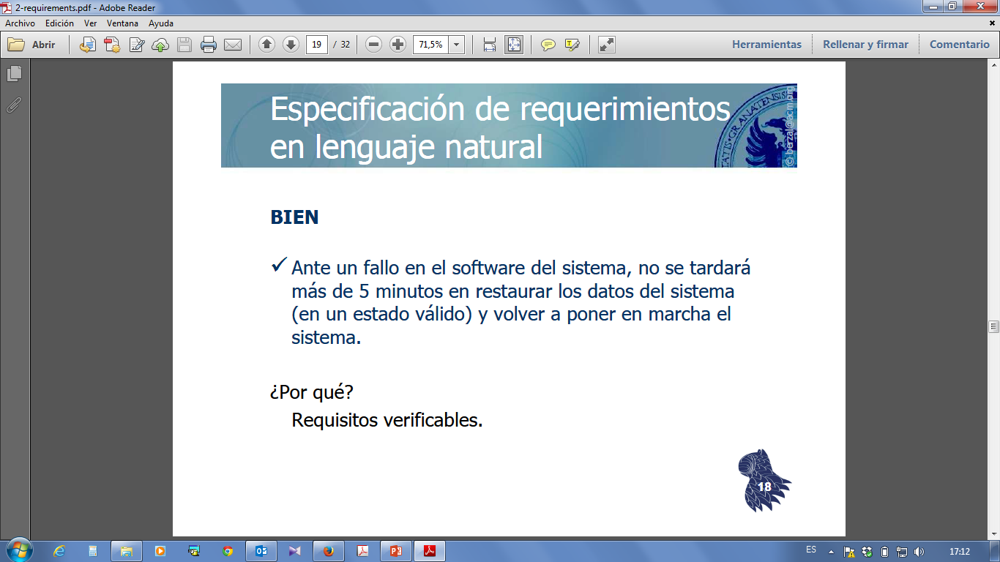 2-requirements.pdf - Adobe Reader
Archivo Edición Ver Ventana Ayuda
Abrir 19 / 32 71,5% Herramientas Rellenar y firmar Comentario
Especificación de requerimientos
en lenguaje natural
TATIS·GRANATENSIS
© berzal@acm.org
BIEN
✓ Ante un fallo en el software del sistema, no se tardará
más de 5 minutos en restaurar los datos del sistema
(en un estado válido) y volver a poner en marcha el
sistema.
¿Por qué?
Requisitos verificables.
18
ES 17:12